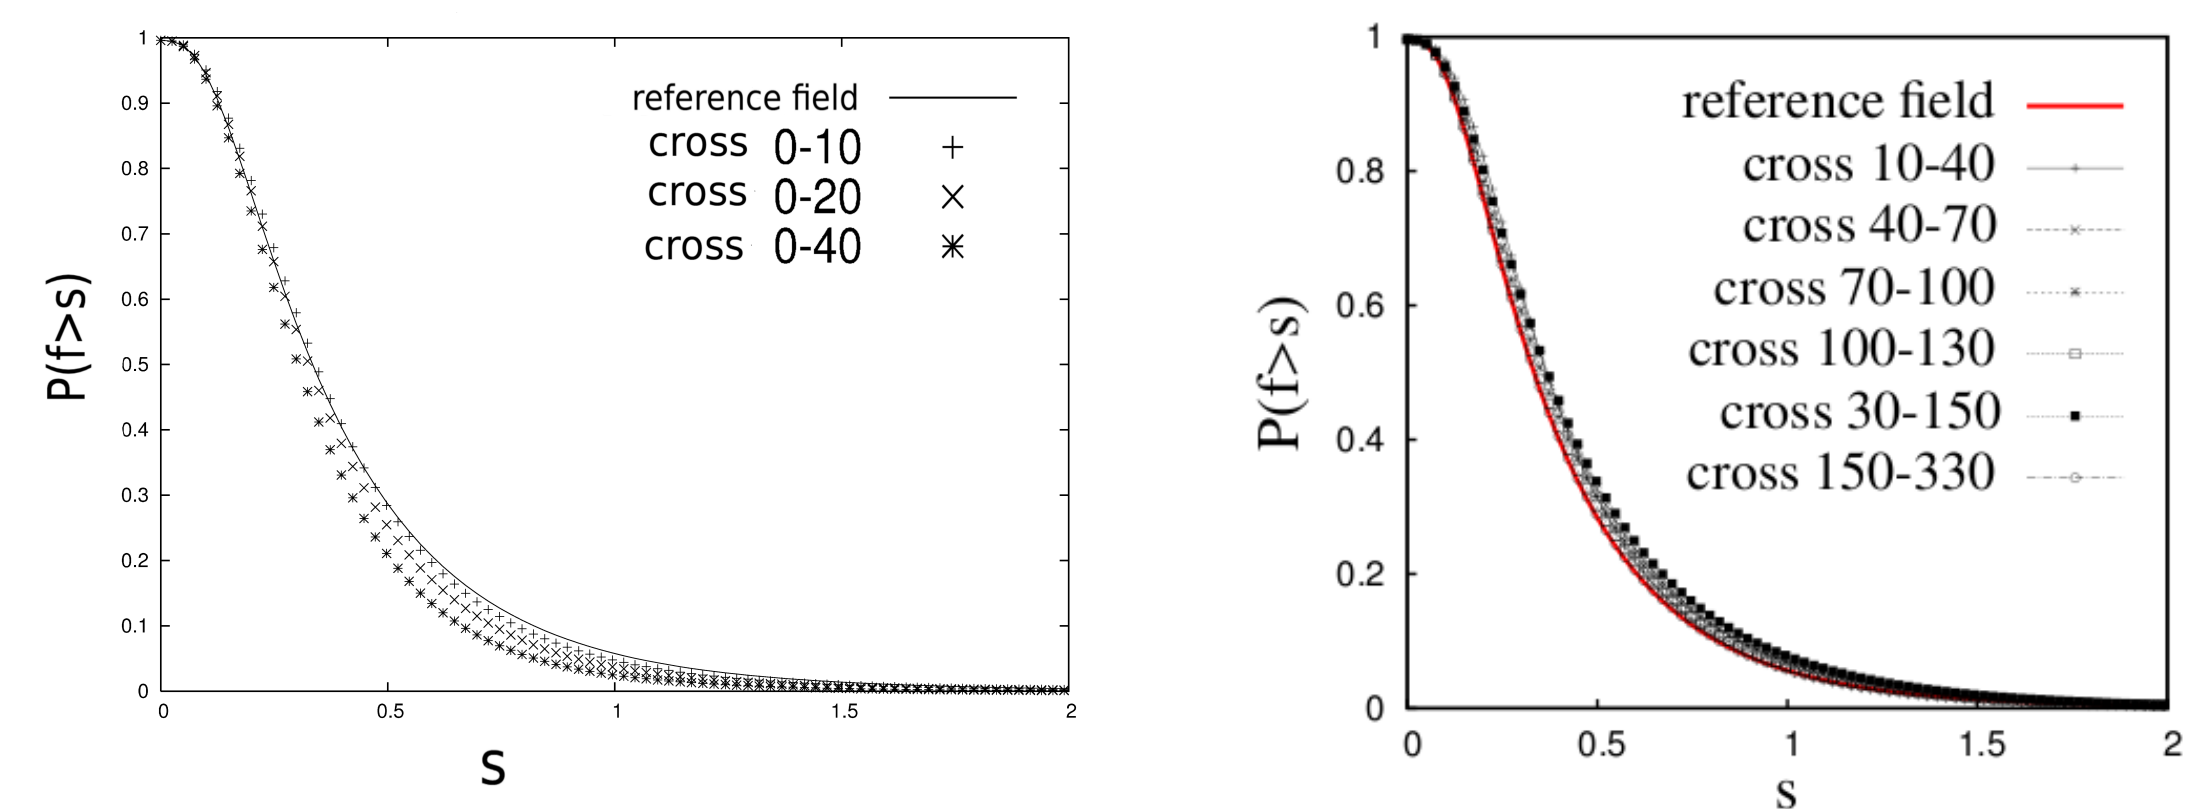 1
0.9
0.8
0.7
0.6
0.5
0.4
0.3
0.2
0.1
0
P(f>s)
0 0.5 1 1.5 2
s
reference field
cross 0-10
cross 0-20
cross 0-40
1
0.8
0.6
0.4
0.2
0
P(f>s)
0 0.5 1 1.5 2
s
reference field
cross 10-40
cross 40-70
cross 70-100
cross 100-130
cross 30-150
cross 150-330